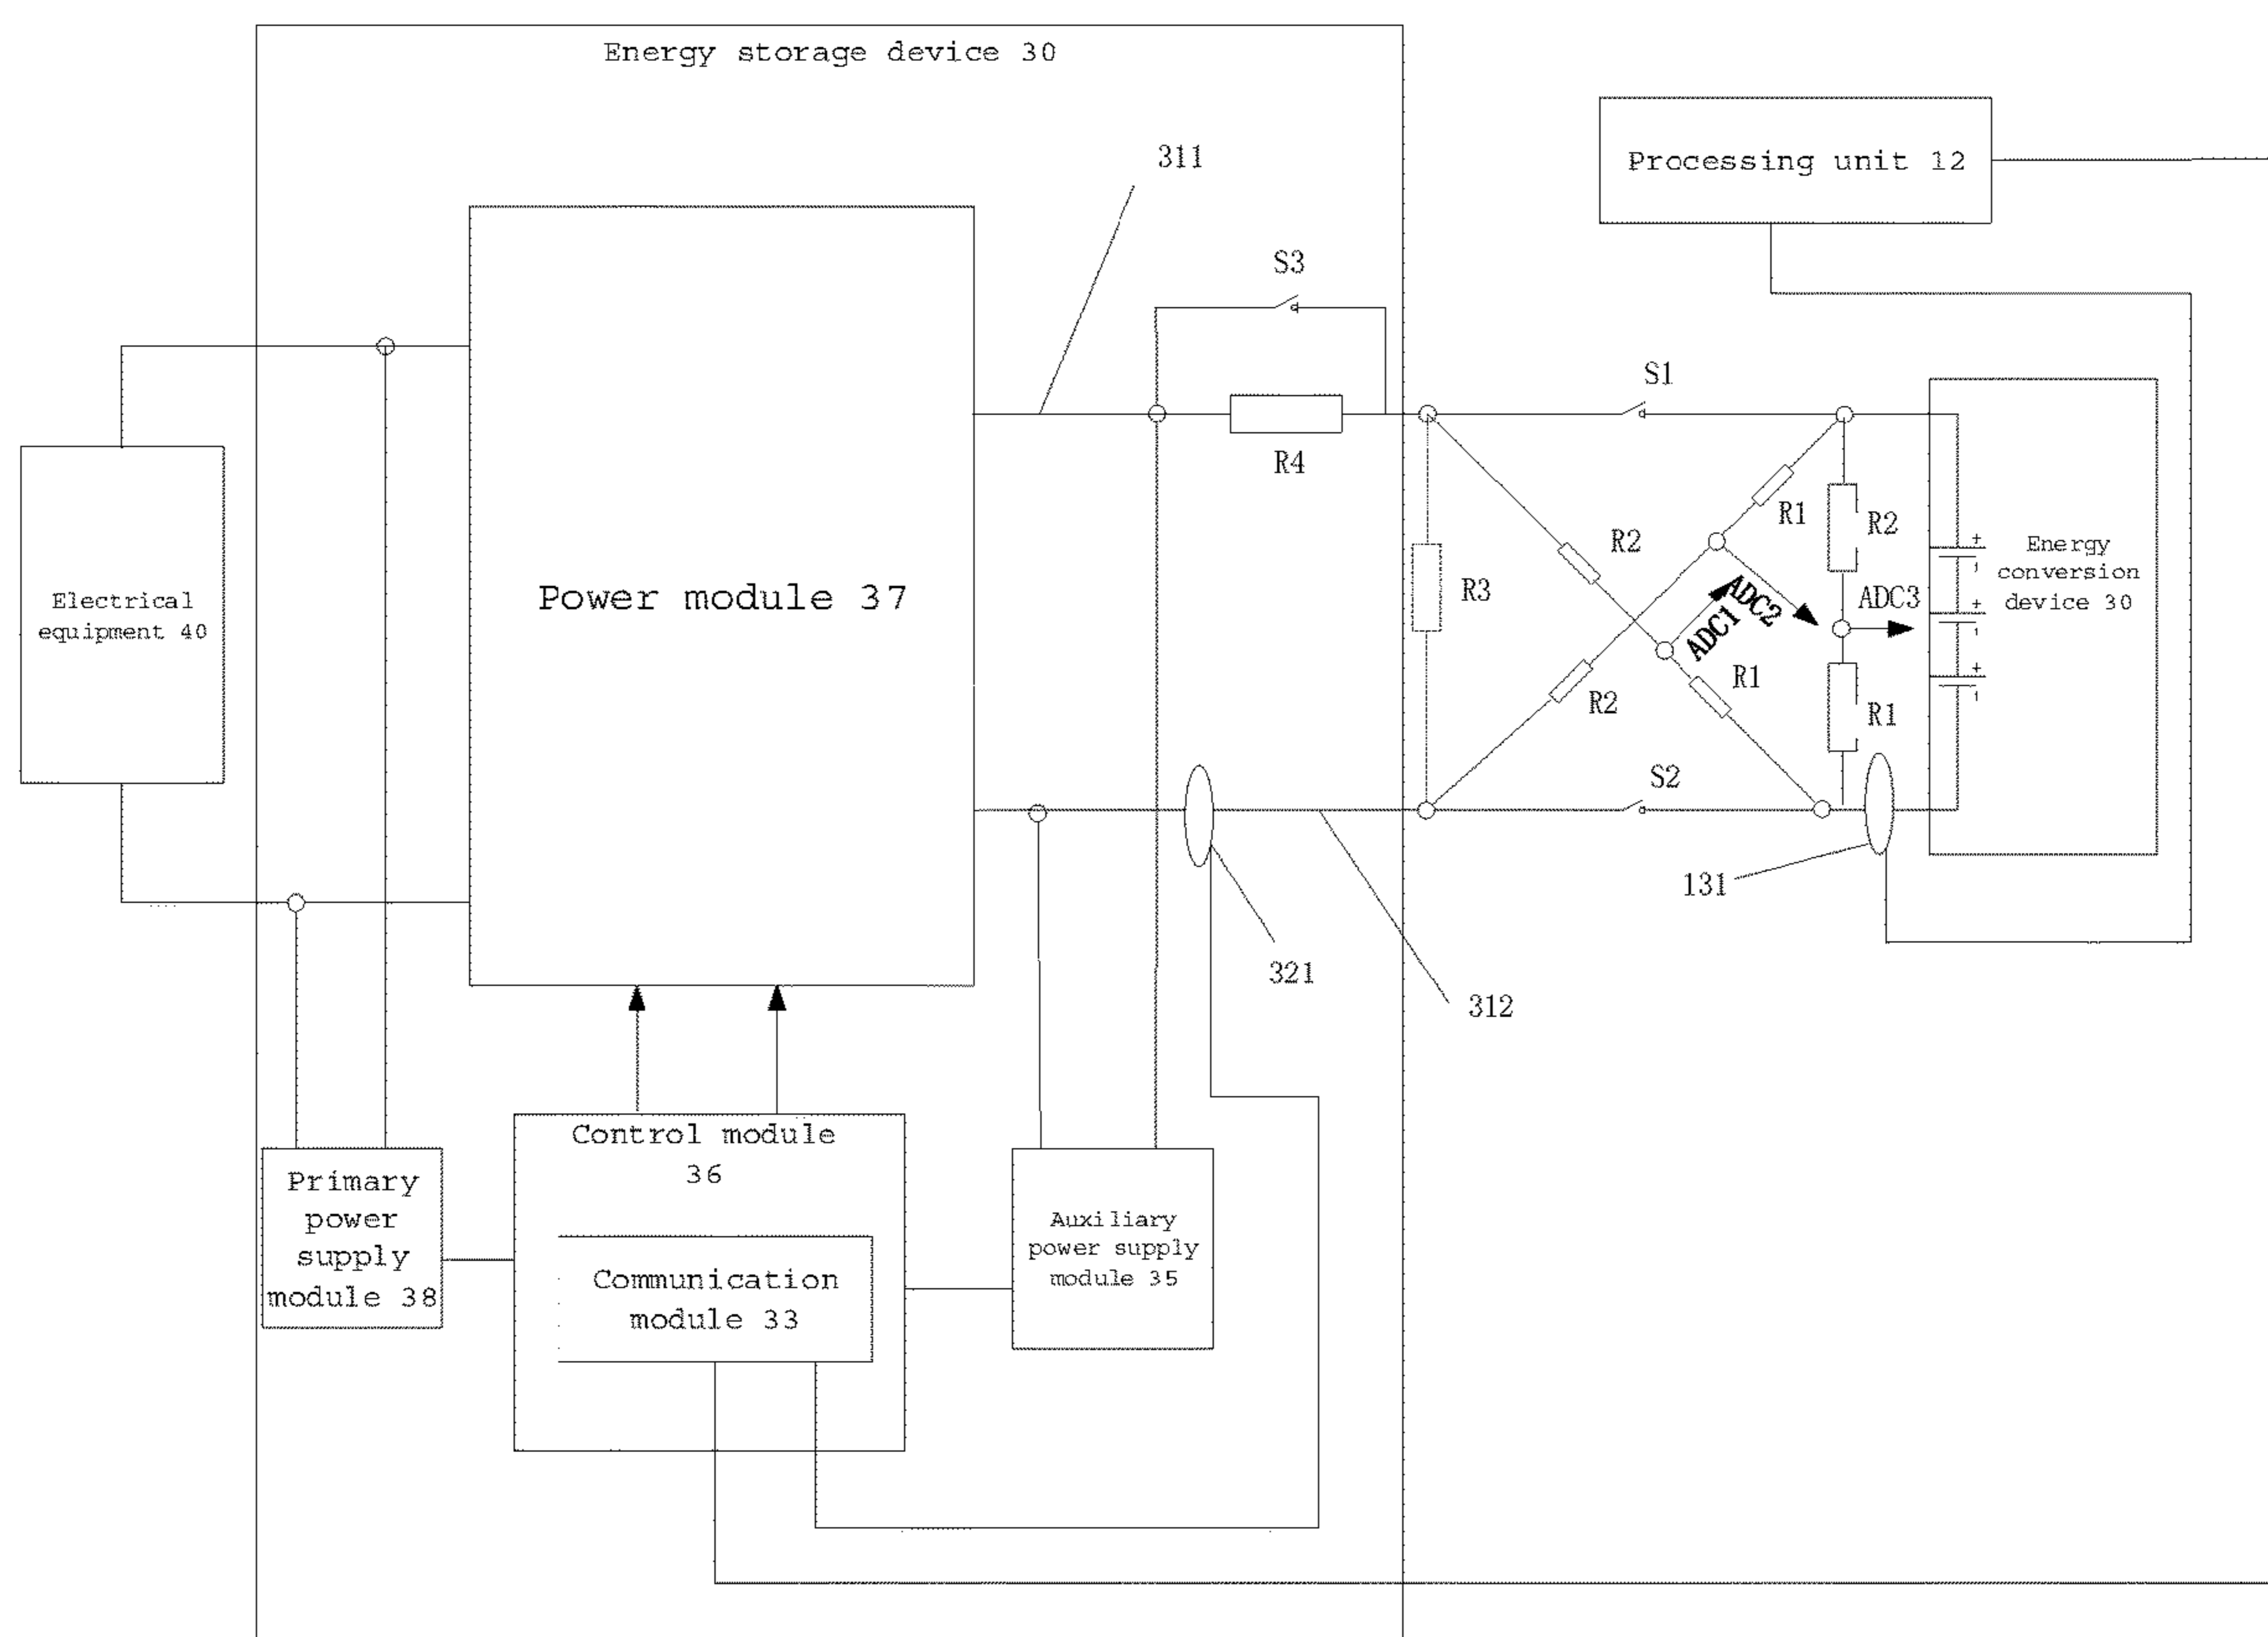 Energy storage device 30
311
Processing unit 12
S3
S1
R4
Electrical
equipment 40
Power module 37
R3
R2
R1
R2
ADC1
ADC2
ADC3
R2
R1
R1
Energy
conversion
device 30
+
+
+
S2
131
321
312
Control module
36
Primary
power
supply
module 38
Communication
module 33
Auxiliary
power supply
module 35